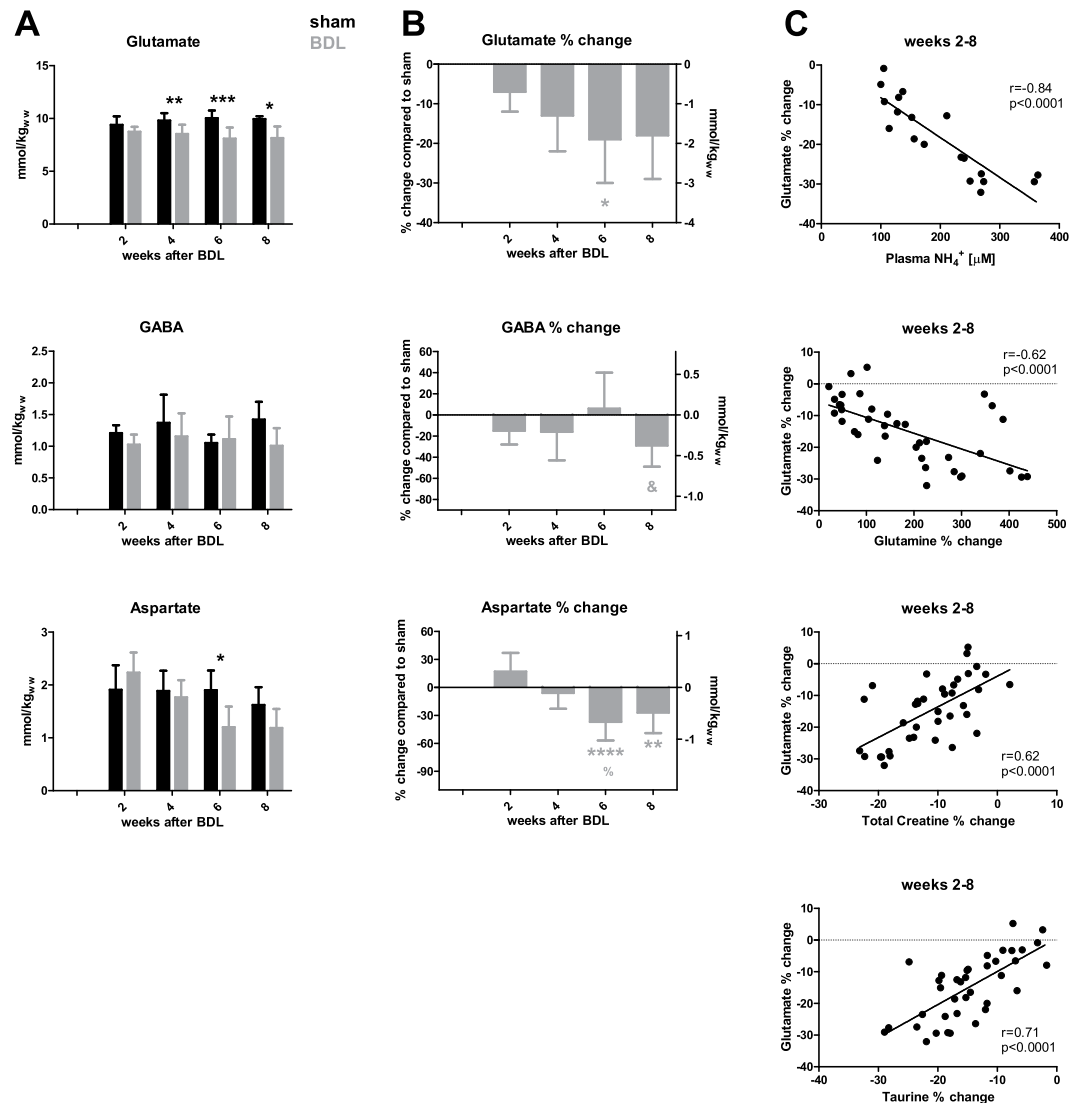 A
sham
BDL
Glutamate
**
***
*
15
10
5
0
mmol/kgww
2
4
6
8
weeks after BDL
GABA
2.5
2.0
1.5
1.0
0.5
0.0
mmol/kgww
2
4
6
8
weeks after BDL
Aspartate
*
3
2
1
0
mmol/kgww
2
4
6
8
weeks after BDL
B
Glutamate % change
0
-10
-20
-30
-40
% change compared to sham
0
-1
-2
-3
-4
mmol/kgww
*
2
4
6
8
weeks after BDL
GABA % change
60
40
20
0
-20
-40
-60
-80
% change compared to sham
0.5
0.0
-0.5
-1.0
mmol/kgww
&
2
4
6
8
weeks after BDL
Aspartate % change
60
30
0
-30
-60
-90
% change compared to sham
1
0
-1
mmol/kgww
****
%
**
2
4
6
8
weeks after BDL
C
weeks 2-8
r=-0.84
p<0.0001
0
-10
-20
-30
-40
Glutamate % change
0 100 200 300 400
Plasma NH4+ [μM]
weeks 2-8
r=-0.62
p<0.0001
10
0
-10
-20
-30
-40
Glutamate % change
0 100 200 300 400 500
Glutamine % change
weeks 2-8
10
0
-10
-20
-30
-40
Glutamate % change
r=0.62
p<0.0001
-30 -20 -10 0 10
Total Creatine % change
weeks 2-8
10
0
-10
-20
-30
-40
Glutamate % change
r=0.71
p<0.0001
-40 -30 -20 -10 0
Taurine % change